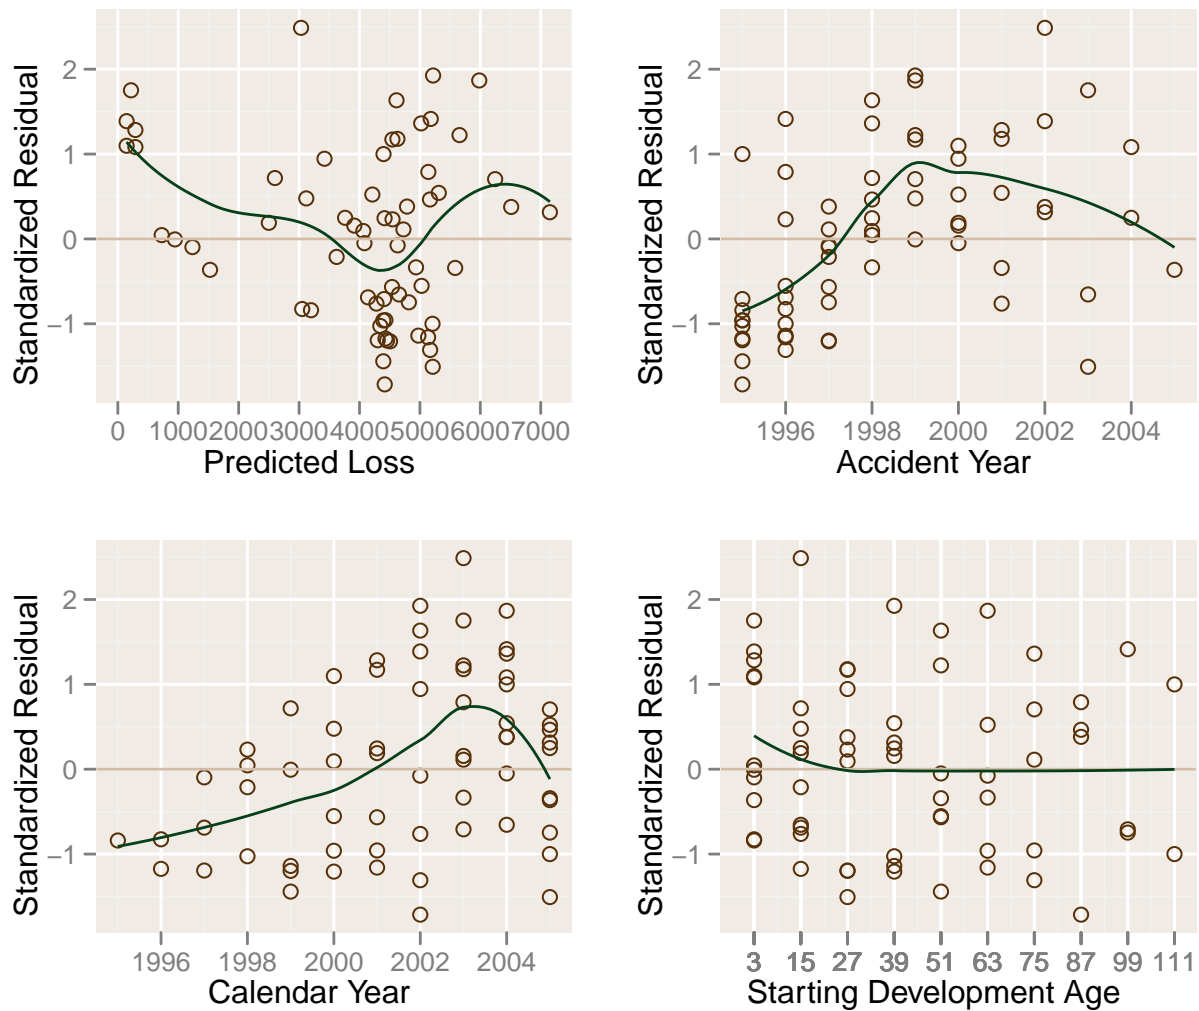 Standardized Residual
2
1
0
−1
0 1000 2000 3000 4000 5000 6000 7000
Predicted Loss
Standardized Residual
2
1
0
−1
1996 1998 2000 2002 2004
Accident Year
Standardized Residual
2
1
0
−1
1996 1998 2000 2002 2004
Calendar Year
Standardized Residual
2
1
0
−1
3 15 27 39 51 63 75 87 99 111
Starting Development Age